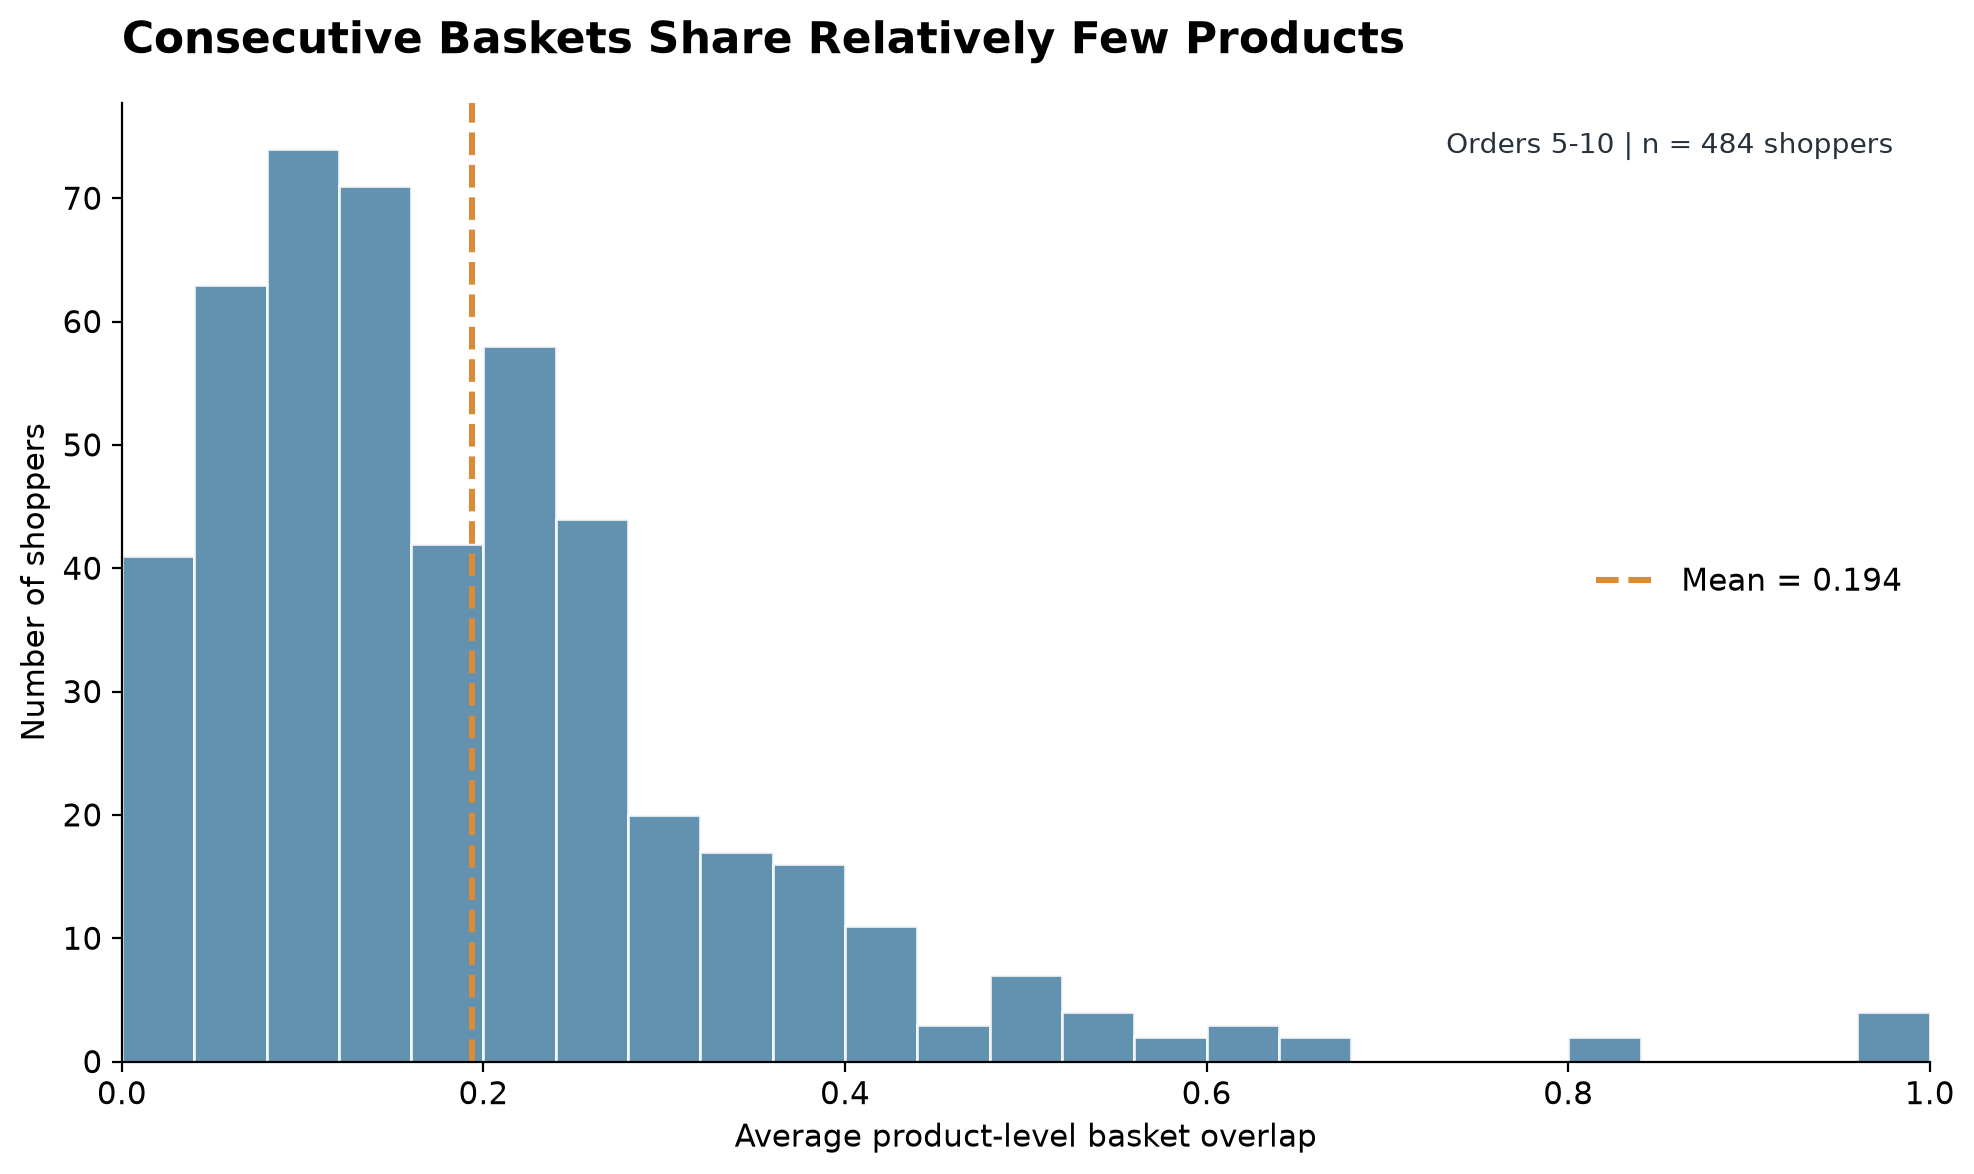 Consecutive Baskets Share Relatively Few Products
Orders 5-10 | n = 484 shoppers
Mean = 0.194
Number of shoppers
70
60
50
40
30
20
10
0
0.0 0.2 0.4 0.6 0.8 1.0
Average product-level basket overlap